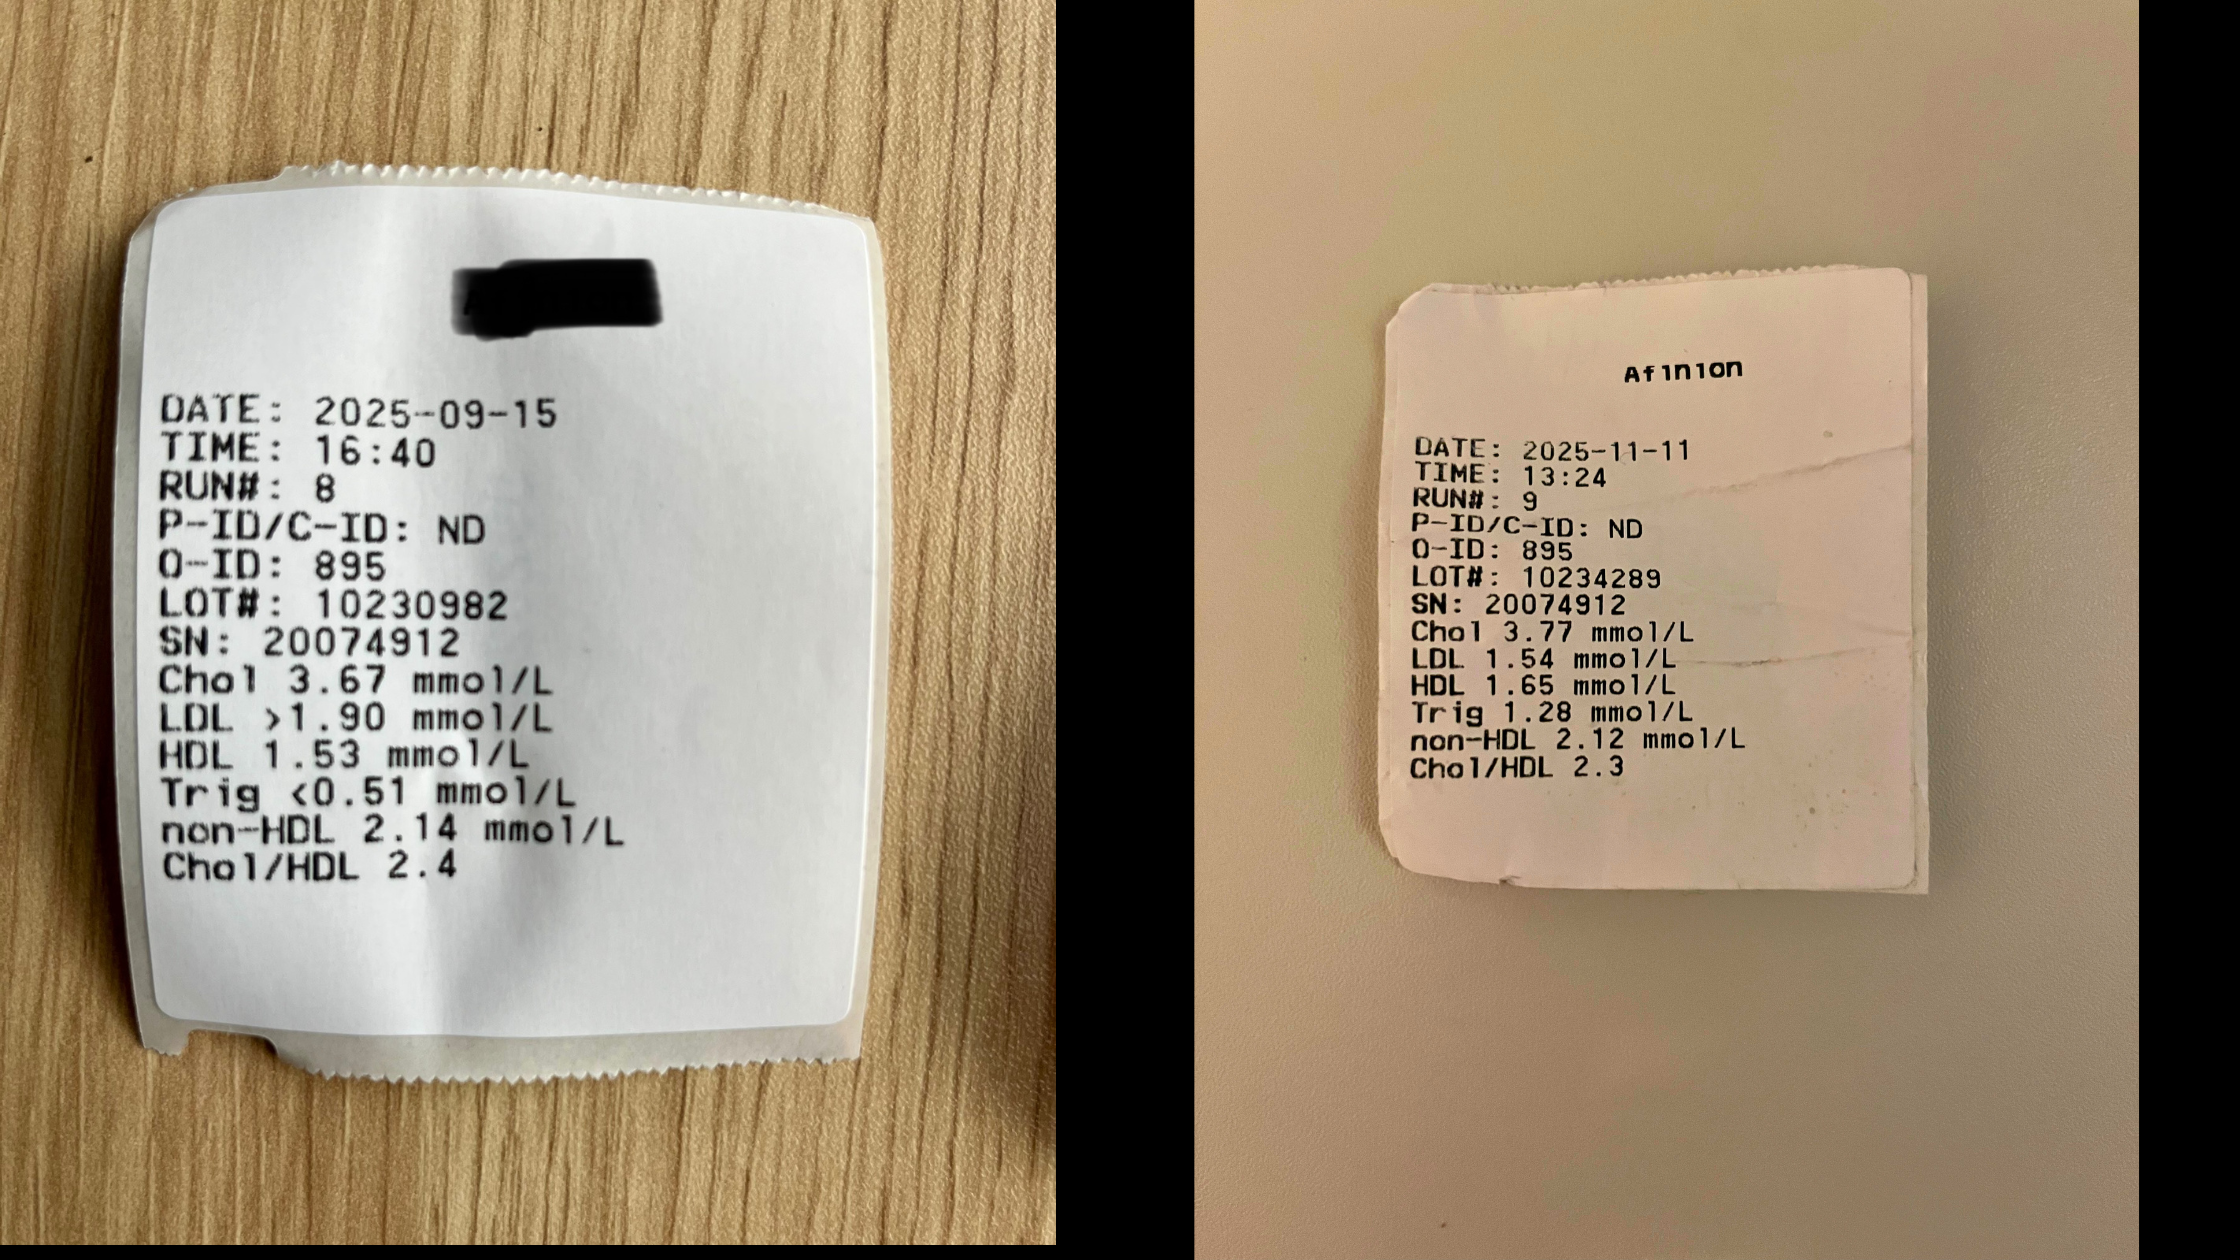 DATE: 2025-09-15
TIME: 16:40
RUN#: 8
P-ID/C-ID: ND
O-ID: 895
LOT#: 10230982
SN: 20074912
Chol 3.67 mmol/L
LDL >1.90 mmol/L
HDL 1.53 mmol/L
Trig <0.51 mmol/L
non-HDL 2.14 mmol/L
Chol/HDL 2.4
Afinion
DATE: 2025-11-11
TIME: 13:24
RUN#: 9
P-ID/C-ID: ND
O-ID: 895
LOT#: 10234289
SN: 20074912
Chol 3.77 mmol/L
LDL 1.54 mmol/L
HDL 1.65 mmol/L
Trig 1.28 mmol/L
non-HDL 2.12 mmol/L
Chol/HDL 2.3